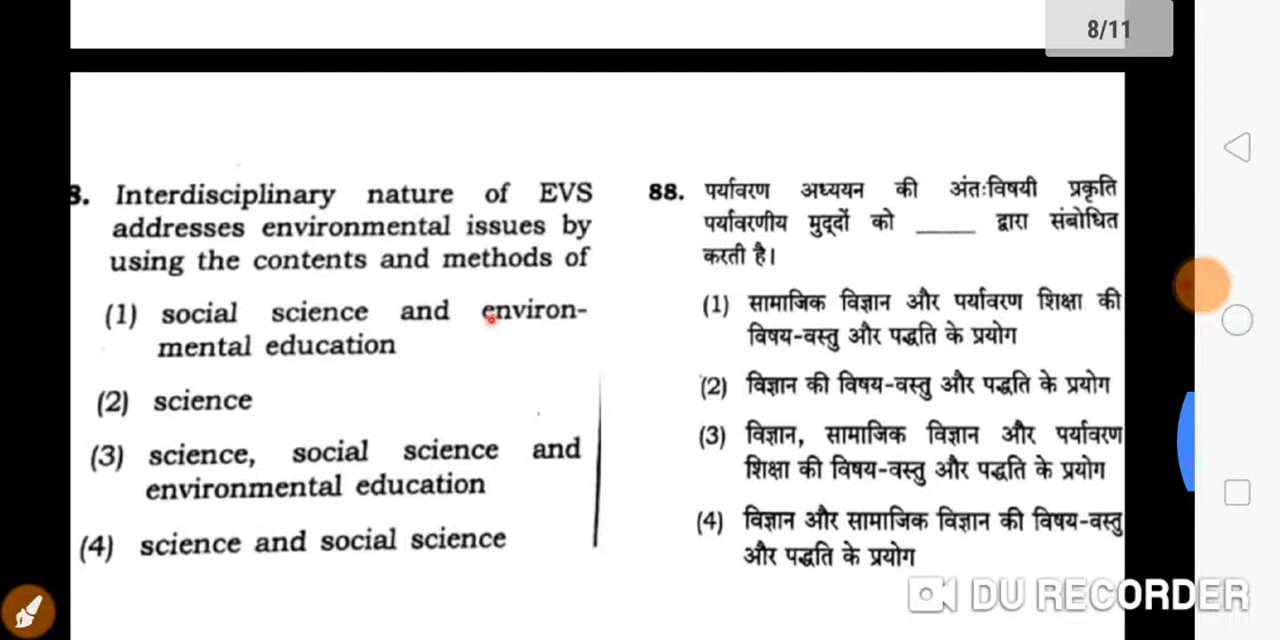 8/11
8. Interdisciplinary nature of EVS
addresses environmental issues by
using the contents and methods of
(1) social science and environ-
mental education
(2) science
(3) science, social science and
environmental education
(4) science and social science
88. पर्यावरण अध्ययन की अंतःविषयी प्रकृति
पर्यावरणीय मुद्दों को _____ द्वारा संबोधित
करती है।
(1) सामाजिक विज्ञान और पर्यावरण शिक्षा की
विषय-वस्तु और पद्धति के प्रयोग
(2) विज्ञान की विषय-वस्तु और पद्धति के प्रयोग
(3) विज्ञान, सामाजिक विज्ञान और पर्यावरण
शिक्षा की विषय-वस्तु और पद्धति के प्रयोग
(4) विज्ञान और सामाजिक विज्ञान की विषय-वस्तु
और पद्धति के प्रयोग
DU RECORDER